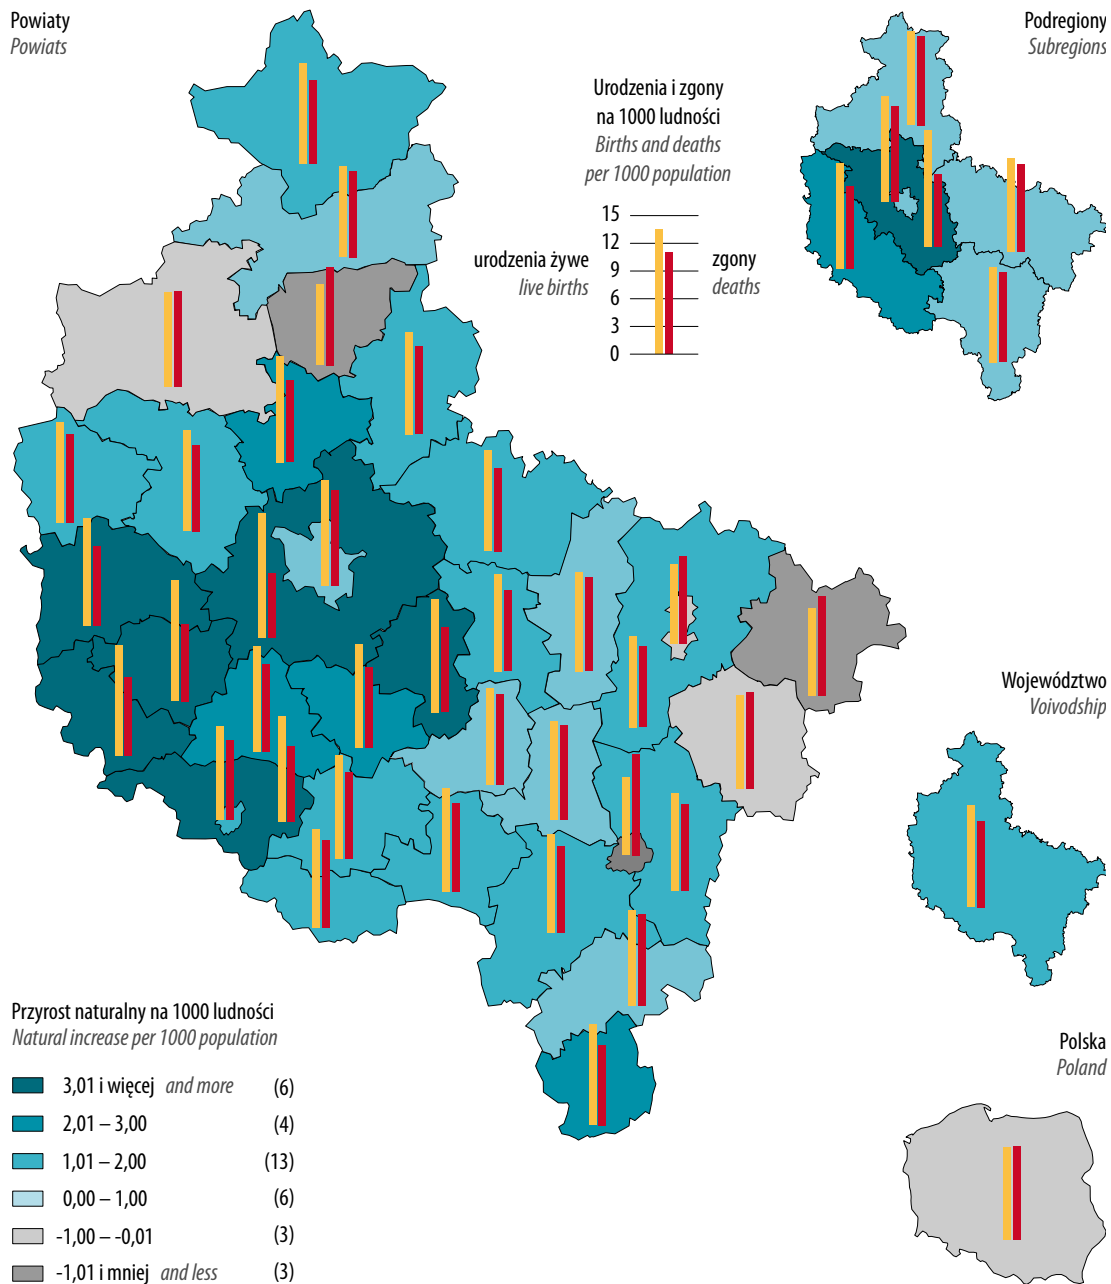 Powiaty
Powiats
Podregiony
Subregions
Urodzenia i zgony
na 1000 ludności
Births and deaths
per 1000 population
15
12
9
6
3
0
urodzenia żywe
live births
zgony
deaths
Województwo
Voivodship
Polska
Poland
Przyrost naturalny na 1000 ludności
Natural increase per 1000 population
3,01 i więcej and more (6)
2,01 – 3,00 (4)
1,01 – 2,00 (13)
0,00 – 1,00 (6)
-1,00 – -0,01 (3)
-1,01 i mniej and less (3)